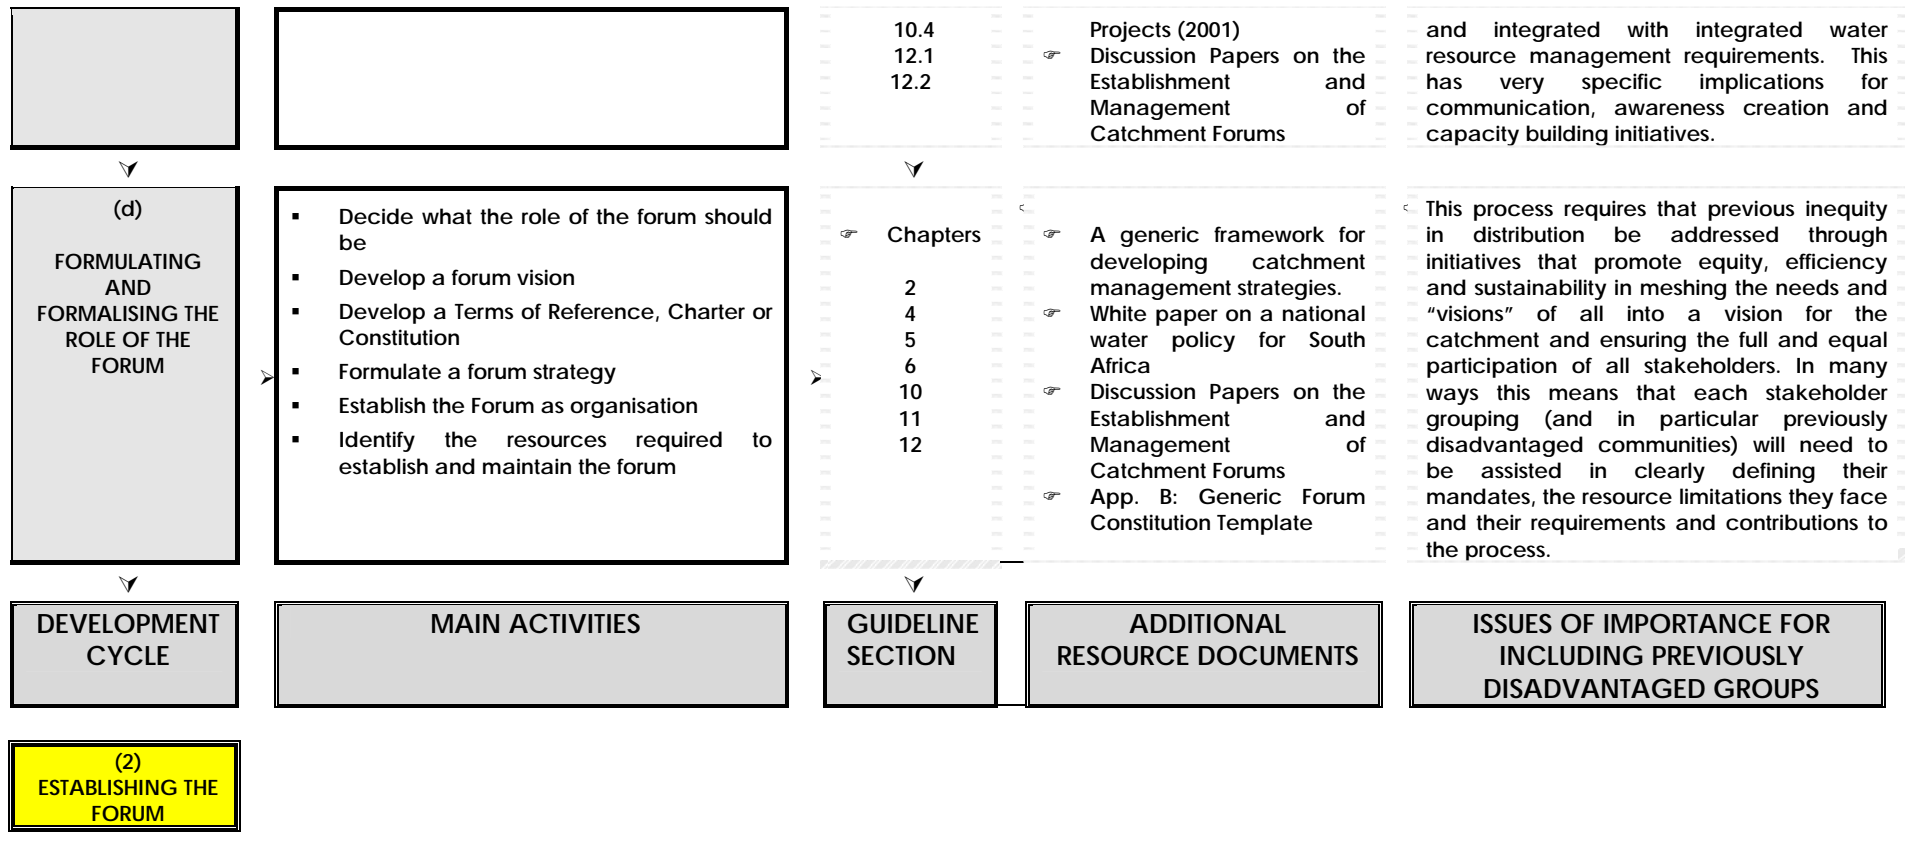 10.4
12.1
12.2
Projects (2001)
☞ Discussion Papers on the
Establishment and
Management of
Catchment Forums
and integrated with integrated water
resource management requirements. This
has very specific implications for
communication, awareness creation and
capacity building initiatives.
(d)
FORMULATING
AND
FORMALISING THE
ROLE OF THE
FORUM
▪ Decide what the role of the forum should
be
▪ Develop a forum vision
▪ Develop a Terms of Reference, Charter or
Constitution
▪ Formulate a forum strategy
▪ Establish the Forum as organisation
▪ Identify the resources required to
establish and maintain the forum
☞ Chapters
2
4
5
6
10
11
12
☞ A generic framework for
developing catchment
management strategies.
☞ White paper on a national
water policy for South
Africa
☞ Discussion Papers on the
Establishment and
Management of
Catchment Forums
☞ App. B: Generic Forum
Constitution Template
This process requires that previous inequity
in distribution be addressed through
initiatives that promote equity, efficiency
and sustainability in meshing the needs and
“visions” of all into a vision for the
catchment and ensuring the full and equal
participation of all stakeholders. In many
ways this means that each stakeholder
grouping (and in particular previously
disadvantaged communities) will need to
be assisted in clearly defining their
mandates, the resource limitations they face
and their requirements and contributions to
the process.
DEVELOPMENT
CYCLE
MAIN ACTIVITIES
GUIDELINE
SECTION
ADDITIONAL
RESOURCE DOCUMENTS
ISSUES OF IMPORTANCE FOR
INCLUDING PREVIOUSLY
DISADVANTAGED GROUPS
(2)
ESTABLISHING THE
FORUM